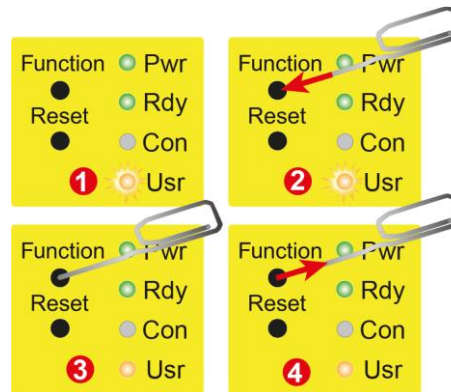 Function Pwr
Rdy
Reset
Con
1 Usr
Function Pwr
Rdy
Reset
Con
2 Usr
Function Pwr
Rdy
Reset
Con
3 Usr
Function Pwr
Rdy
Reset
Con
4 Usr